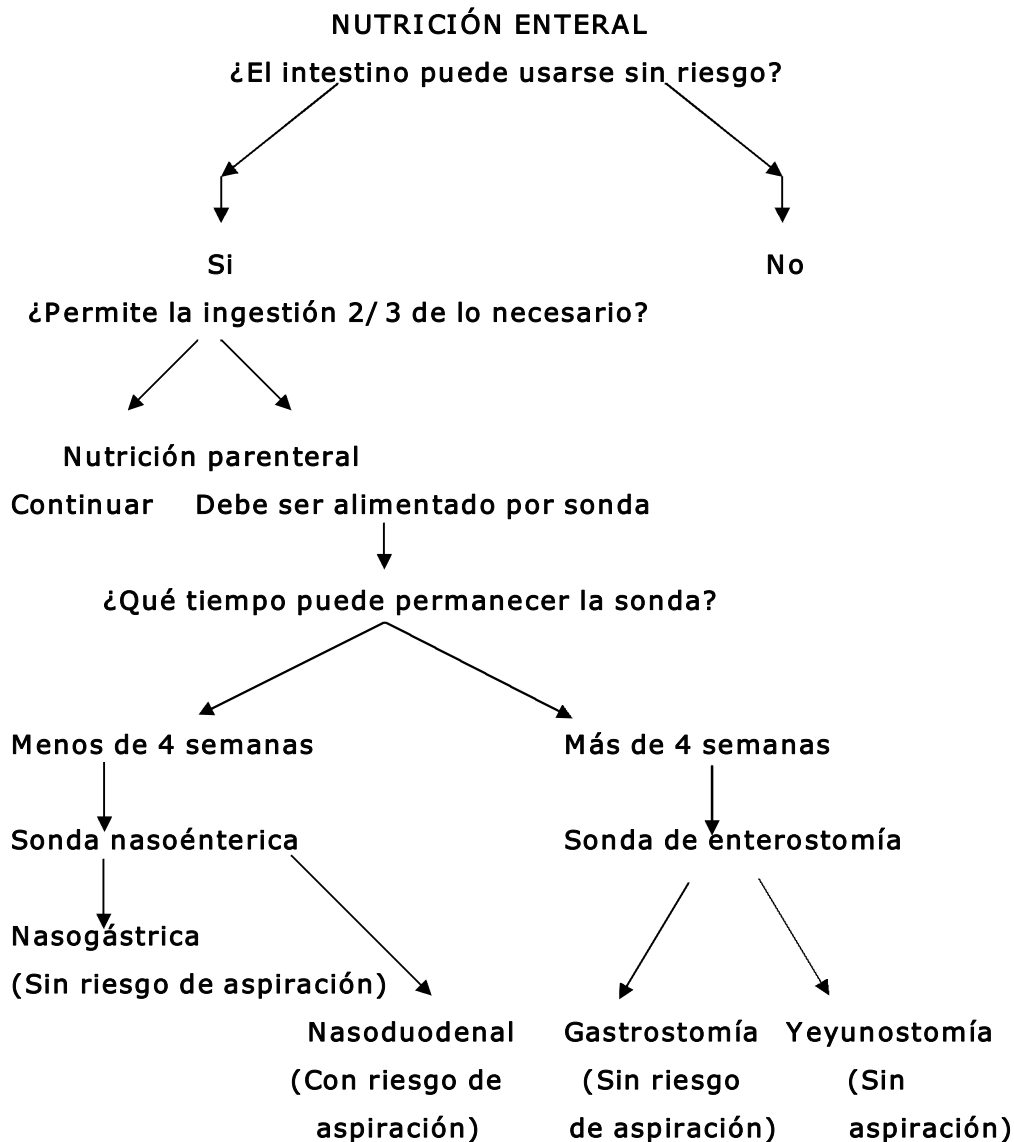 NUTRICIÓN ENTERAL
¿El intestino puede usarse sin riesgo?
Si No
¿Permite la ingestión 2/3 de lo necesario?
Nutrición parenteral
Continuar Debe ser alimentado por sonda
¿Qué tiempo puede permanecer la sonda?
Menos de 4 semanas Más de 4 semanas
Sonda nasoénterica Sonda de enterostomía
Nasogástrica
(Sin riesgo de aspiración)
Nasoduodenal Gastrostomía Yeyunostomía
(Con riesgo de (Sin riesgo (Sin
aspiración) de aspiración) aspiración)